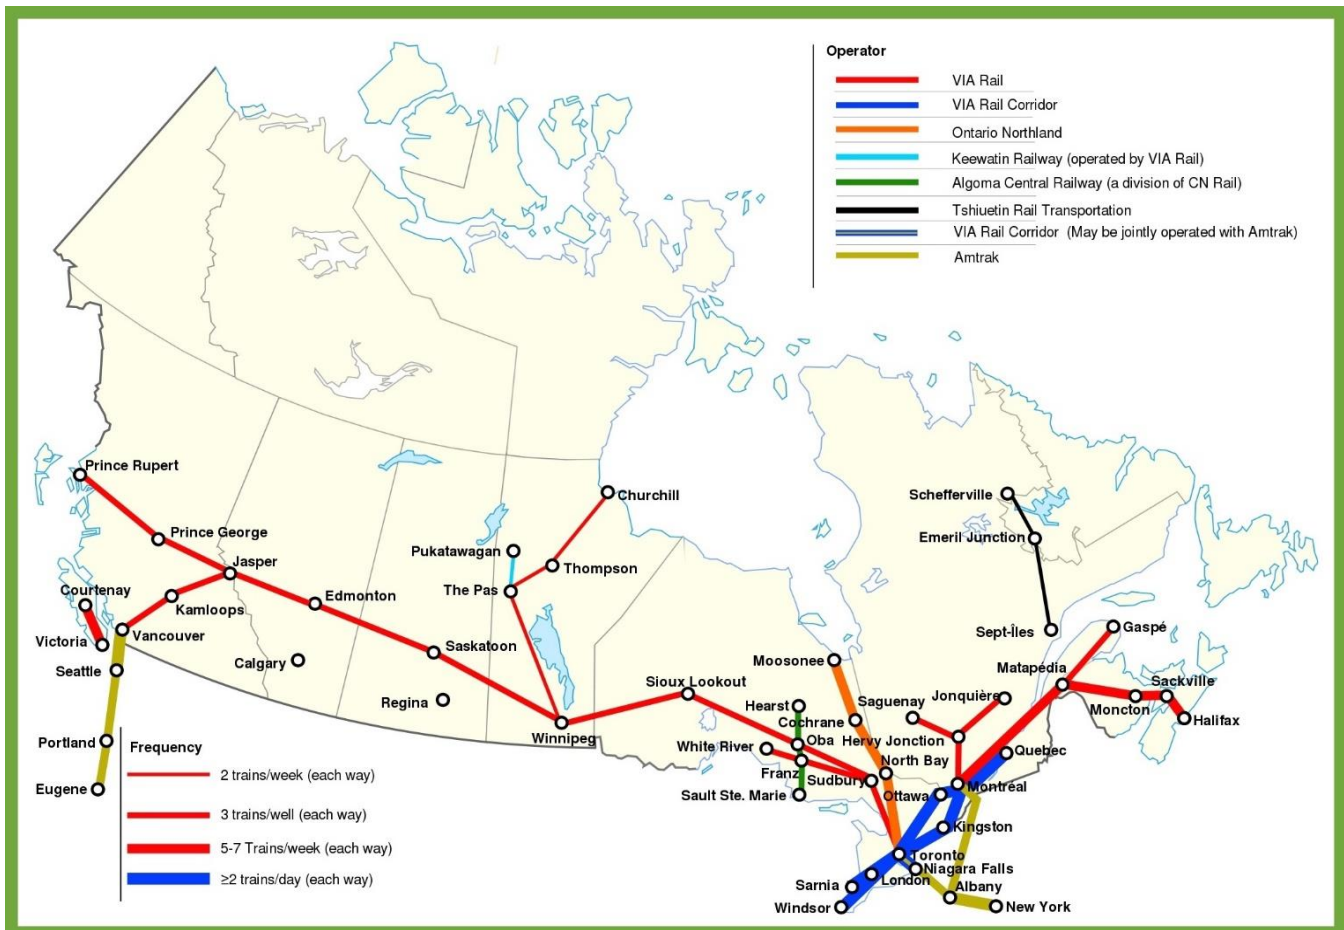 Operator
VIA Rail
VIA Rail Corridor
Ontario Northland
Keewatin Railway (operated by VIA Rail)
Algoma Central Railway (a division of CN Rail)
Tshiuetin Rail Transportation
VIA Rail Corridor (May be jointly operated with Amtrak)
Amtrak
Prince Rupert
Prince George
Jasper
Courtenay
Kamloops
Edmonton
Victoria
Vancouver
Seattle
Calgary
Saskatoon
Regina
Portland
Eugene
Churchill
Pukatawagan
Thompson
The Pas
Winnipeg
Sioux Lookout
Schefferville
Emeril Junction
Sept-Îles
Gaspé
Matapédia
Sackville
Moncton
Halifax
Moosonee
Saguenay
Jonquière
Hearst
Cochrane
Oba
Hervy Jonction
Quebec
White River
North Bay
Franz
Sudbury
Sault Ste. Marie
Ottawa
Montréal
Kingston
Toronto
Niagara Falls
London
Sarnia
Albany
Windsor
New York
Frequency
2 trains/week (each way)
3 trains/well (each way)
5-7 Trains/week (each way)
≥2 trains/day (each way)